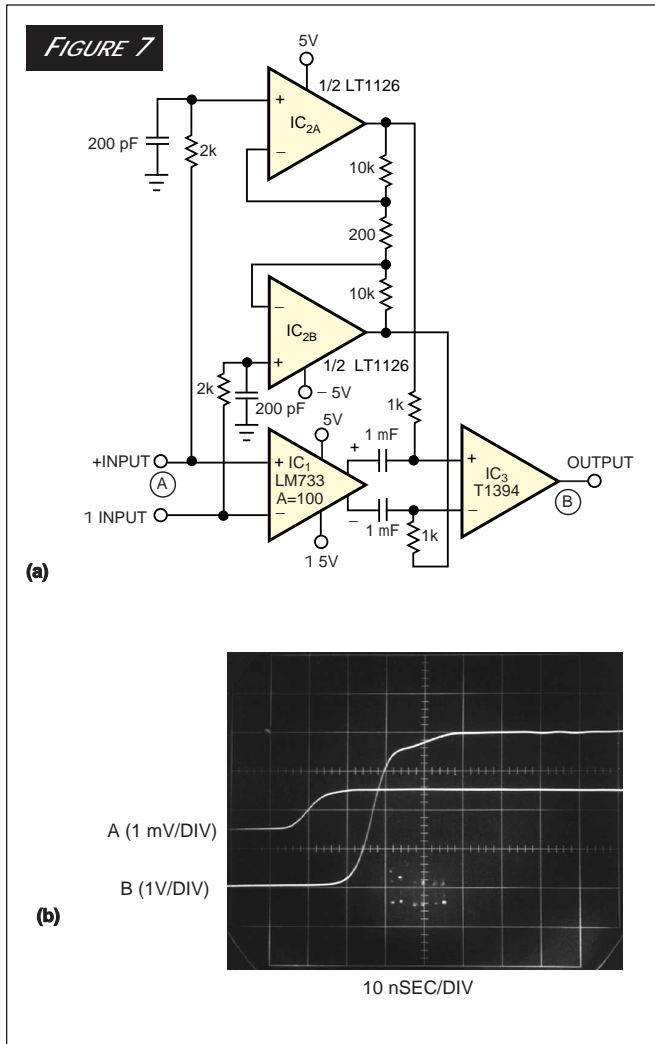 FIGURE 7
5V
1/2 LT1126
+
IC2A
−
200 pF
2k
10k
200
10k
−
IC2B
+
1/2 LT1126
− 5V
2k
200 pF
1k
5V
+
1 mF
+INPUT
A
+ IC1
LM733
A=100
−
+
IC3
T1394
−
OUTPUT
B
1 INPUT
−
1 mF
1k
1 5V
(a)
A (1 mV/DIV)
B (1V/DIV)
(b)
10 nSEC/DIV